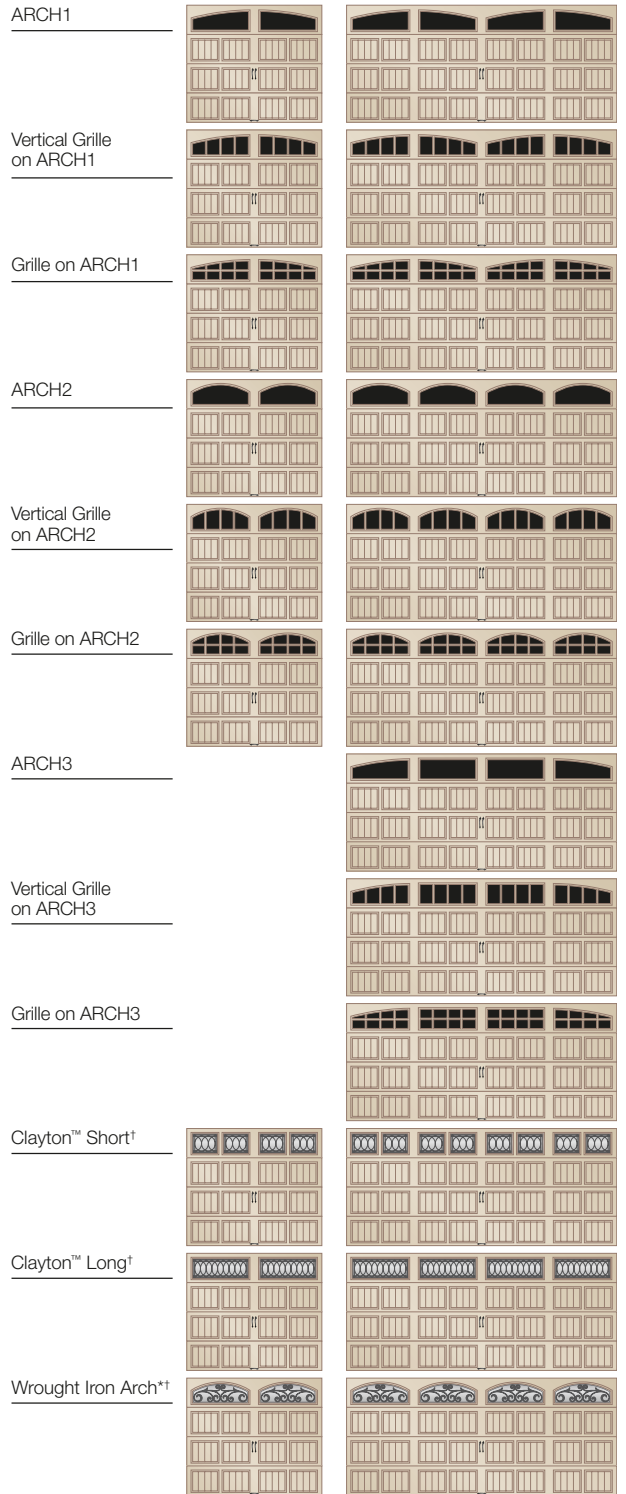 ARCH1
Vertical Grille
on ARCH1
Grille on ARCH1
ARCH2
Vertical Grille
on ARCH2
Grille on ARCH2
ARCH3
Vertical Grille
on ARCH3
Grille on ARCH3
Clayton™ Short†
Clayton™ Long†
Wrought Iron Arch*†